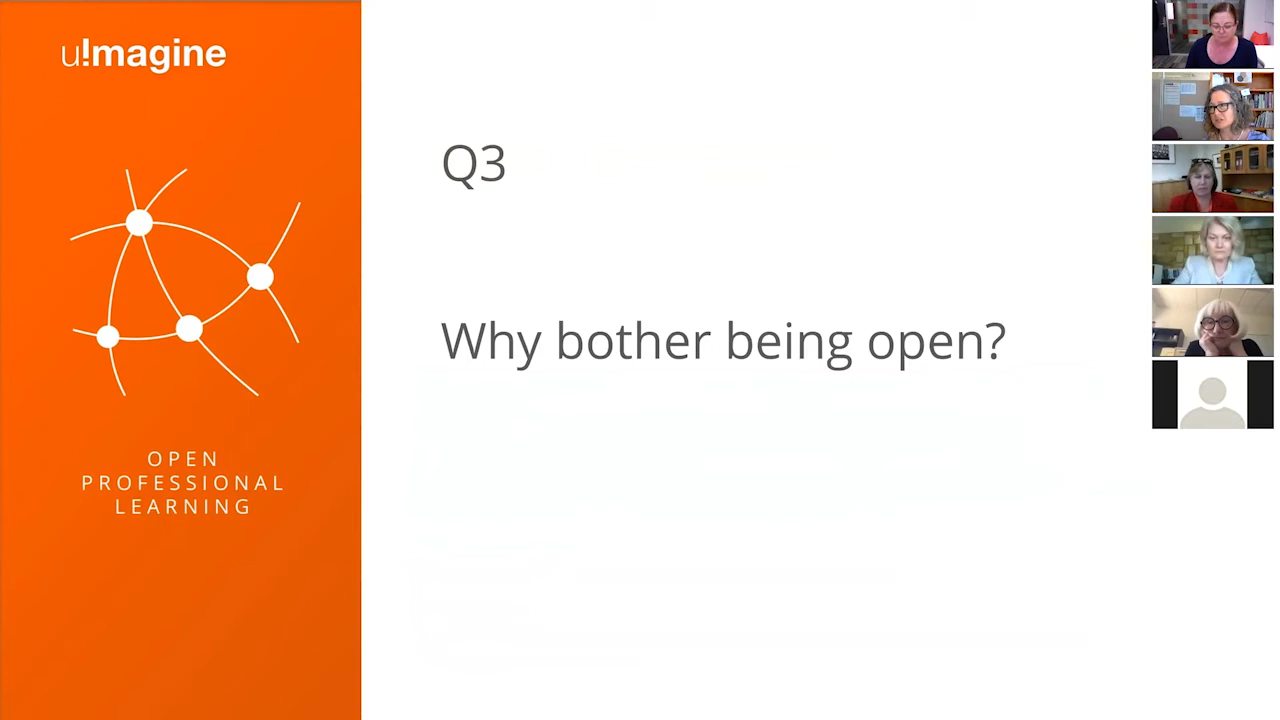 u!magine
OPEN
PROFESSIONAL
LEARNING
Q3
Why bother being open?